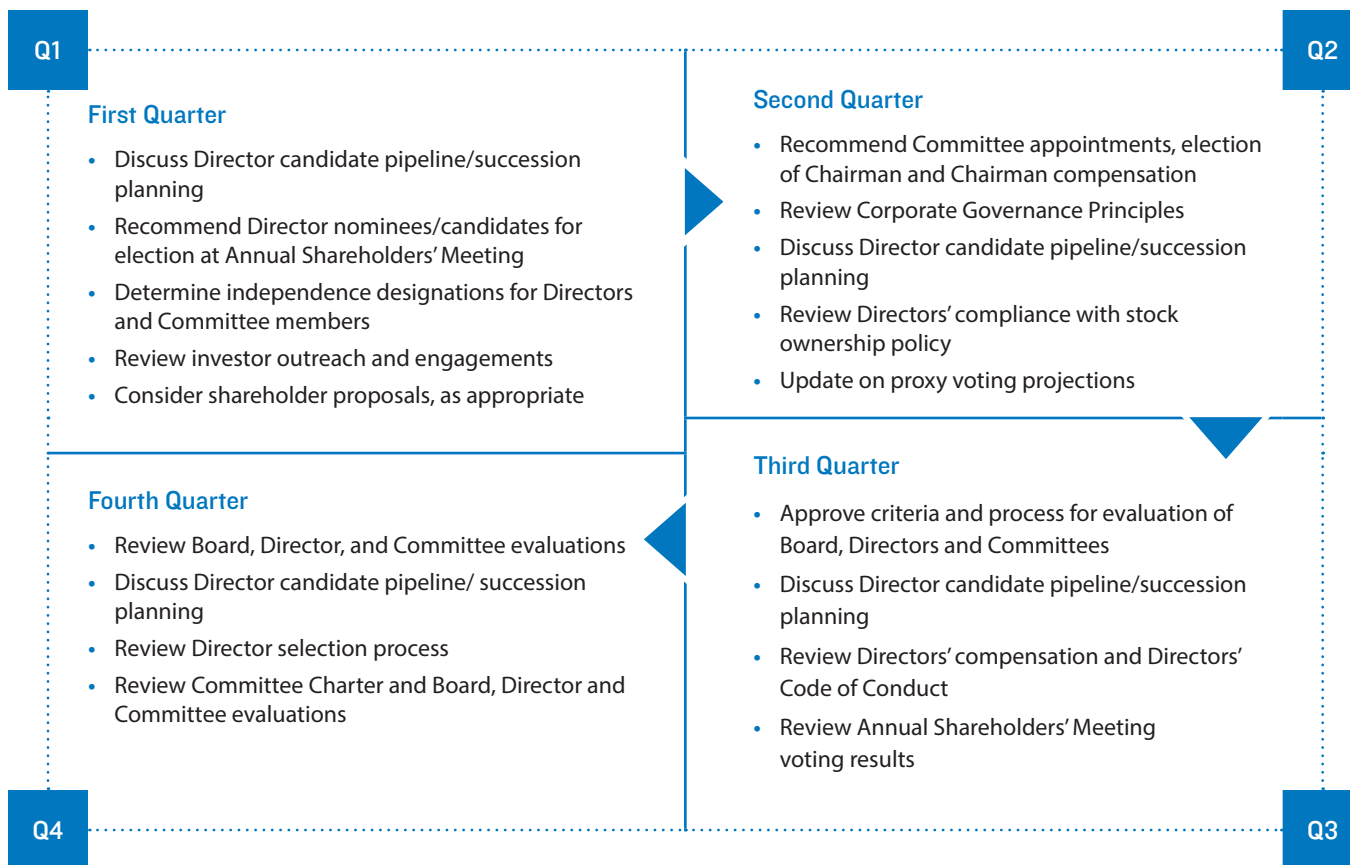 Q1
First Quarter
• Discuss Director candidate pipeline/succession
planning
• Recommend Director nominees/candidates for
election at Annual Shareholders’ Meeting
• Determine independence designations for Directors
and Committee members
• Review investor outreach and engagements
• Consider shareholder proposals, as appropriate
Q2
Second Quarter
• Recommend Committee appointments, election
of Chairman and Chairman compensation
• Review Corporate Governance Principles
• Discuss Director candidate pipeline/succession
planning
• Review Directors’ compliance with stock
ownership policy
• Update on proxy voting projections
Third Quarter
• Approve criteria and process for evaluation of
Board, Directors and Committees
• Discuss Director candidate pipeline/succession
planning
• Review Directors’ compensation and Directors’
Code of Conduct
• Review Annual Shareholders’ Meeting
voting results
Q3
Fourth Quarter
• Review Board, Director, and Committee evaluations
• Discuss Director candidate pipeline/ succession
planning
• Review Director selection process
• Review Committee Charter and Board, Director and
Committee evaluations
Q4